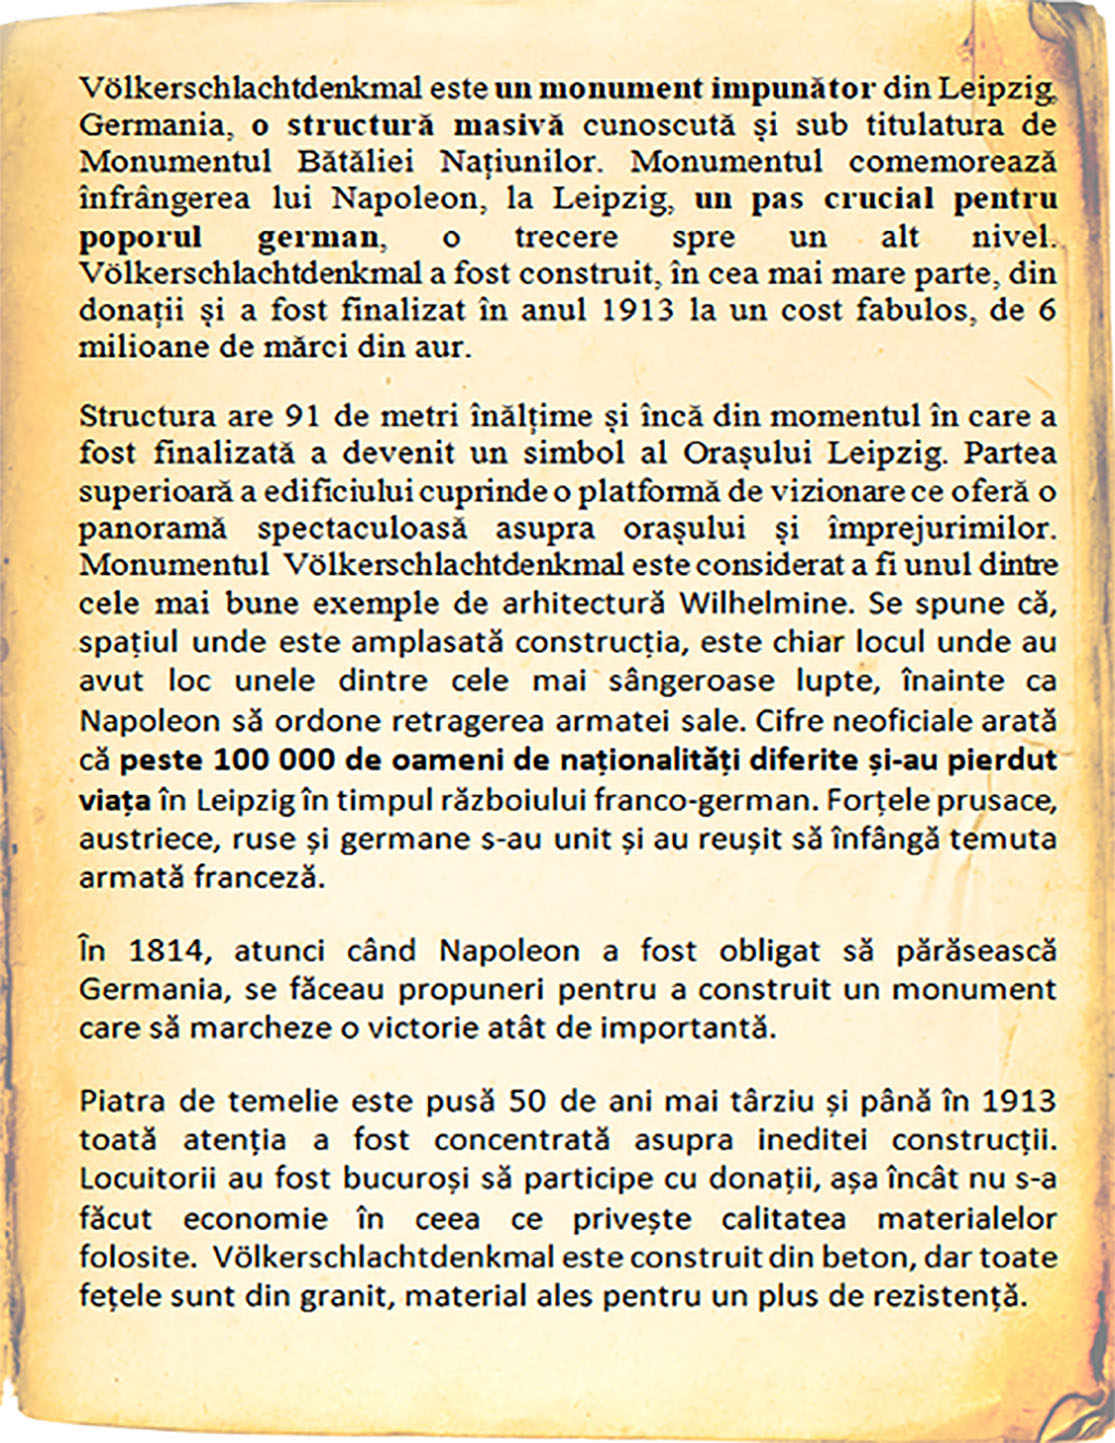 Völkerschlachtdenkmal este un monument impunător din Leipzig,
Germania, o structură masivă cunoscută și sub titulatura de
Monumentul Bătăliei Națiunilor. Monumentul comemorează
înfrângerea lui Napoleon, la Leipzig, un pas crucial pentru
poporul german, o trecere spre un alt nivel.
Völkerschlachtdenkmal a fost construit, în cea mai mare parte, din
donații și a fost finalizat în anul 1913 la un cost fabulos, de 6
milioane de mărci din aur.
Structura are 91 de metri înălțime și încă din momentul în care a
fost finalizată a devenit un simbol al Orașului Leipzig. Partea
superioară a edificiului cuprinde o platformă de vizionare ce oferă o
panoramă spectaculoasă asupra orașului și împrejurimilor.
Monumentul Völkerschlachtdenkmal este considerat a fi unul dintre
cele mai bune exemple de arhitectură Wilhelmine. Se spune că,
spațiul unde este amplasată construcția, este chiar locul unde au
avut loc unele dintre cele mai sângeroase lupte, înainte ca
Napoleon să ordone retragerea armatei sale. Cifre neoficiale arată
că peste 100 000 de oameni de naționalități diferite și-au pierdut
viața în Leipzig în timpul războiului franco-german. Forțele prusace,
austriece, ruse și germane s-au unit și au reușit să înfângă temuta
armată franceză.
În 1814, atunci când Napoleon a fost obligat să părăsească
Germania, se făceau propuneri pentru a construit un monument
care să marcheze o victorie atât de importantă.
Piatra de temelie este pusă 50 de ani mai târziu și până în 1913
toată atenția a fost concentrată asupra ineditei construcții.
Locuitorii au fost bucuroși să participe cu donații, așa încât nu s-a
făcut economie în ceea ce privește calitatea materialelor
folosite. Völkerschlachtdenkmal este construit din beton, dar toate
fețele sunt din granit, material ales pentru un plus de rezistență.